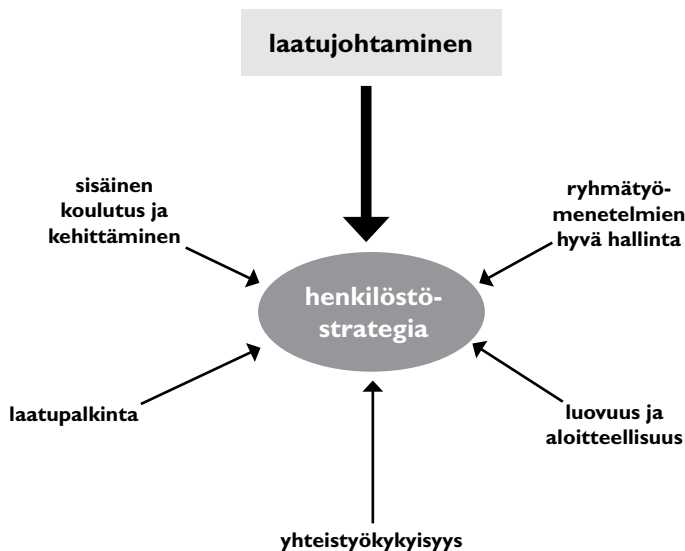 laatujohtaminen
sisäinen
koulutus ja
kehittäminen
ryhmätyö-
menetelmien
hyvä hallinta
henkilöstö-
strategia
laatupalkinta
luovuus ja
aloitteellisuus
yhteistyökykyisyys